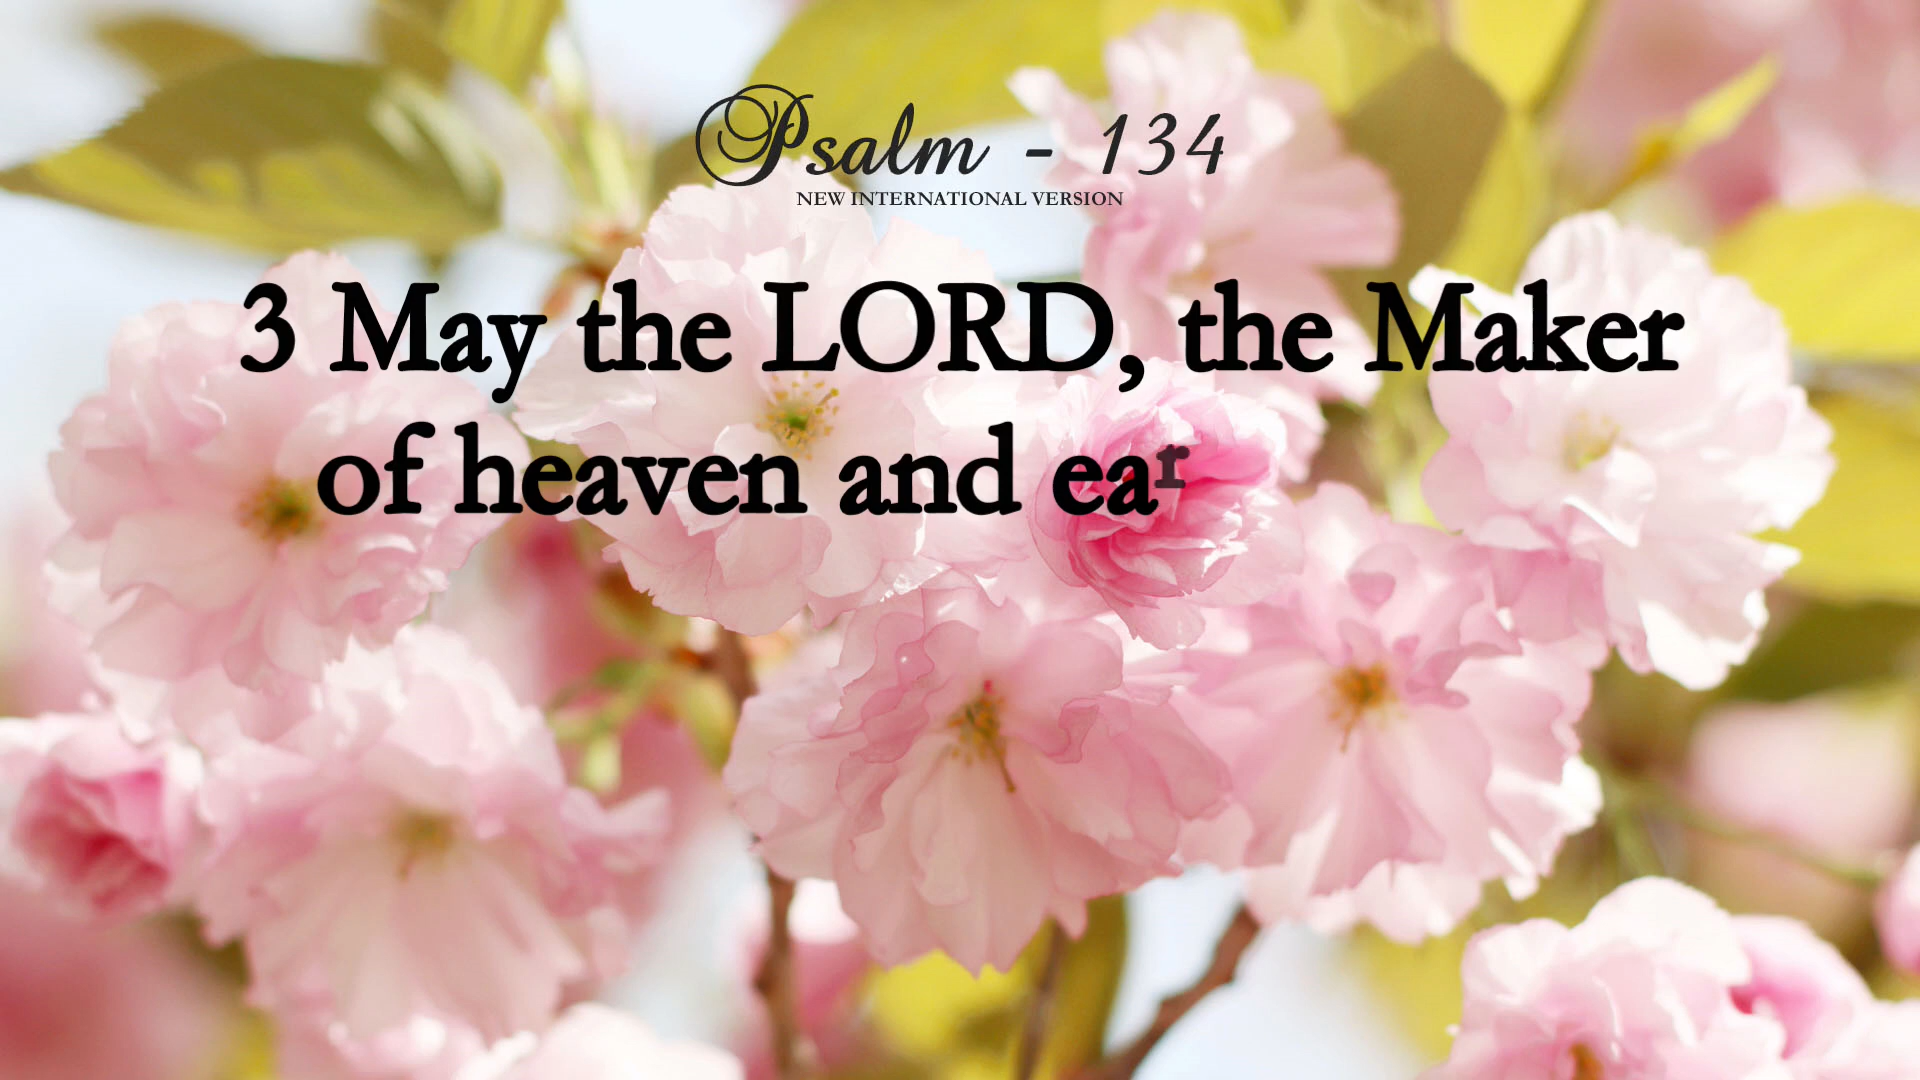 Psalm - 134
NEW INTERNATIONAL VERSION
3 May the LORD, the Maker
of heaven and ear